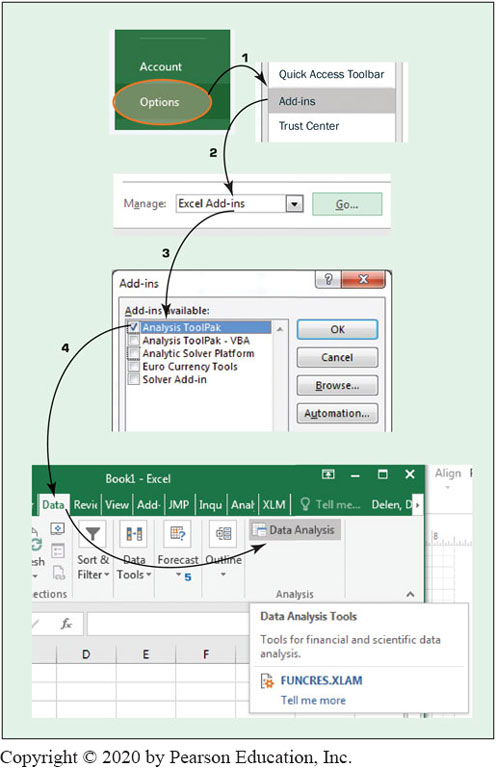 Account
Options
1
Quick Access Toolbar
Add-ins
Trust Center
2
Manage: Excel Add-ins Go...
3
Add-ins ?
Add-ins available:
Analysis ToolPak
Analysis ToolPak - VBA
Analytic Solver Platform
Euro Currency Tools
Solver Add-in
OK
Cancel
Browse...
Automation...
4
Book1 - Excel
Align
Data View Add- JMP Inqu XLM Tell me... Delen, D
Sort & Filter
Data Tools
Forecast
Outline
Data Analysis
5
Analysis
8
fx
D E F
Data Analysis Tools
Tools for financial and scientific data
analysis.
FUNCRES.XLAM
Tell me more
Copyright © 2020 by Pearson Education, Inc.